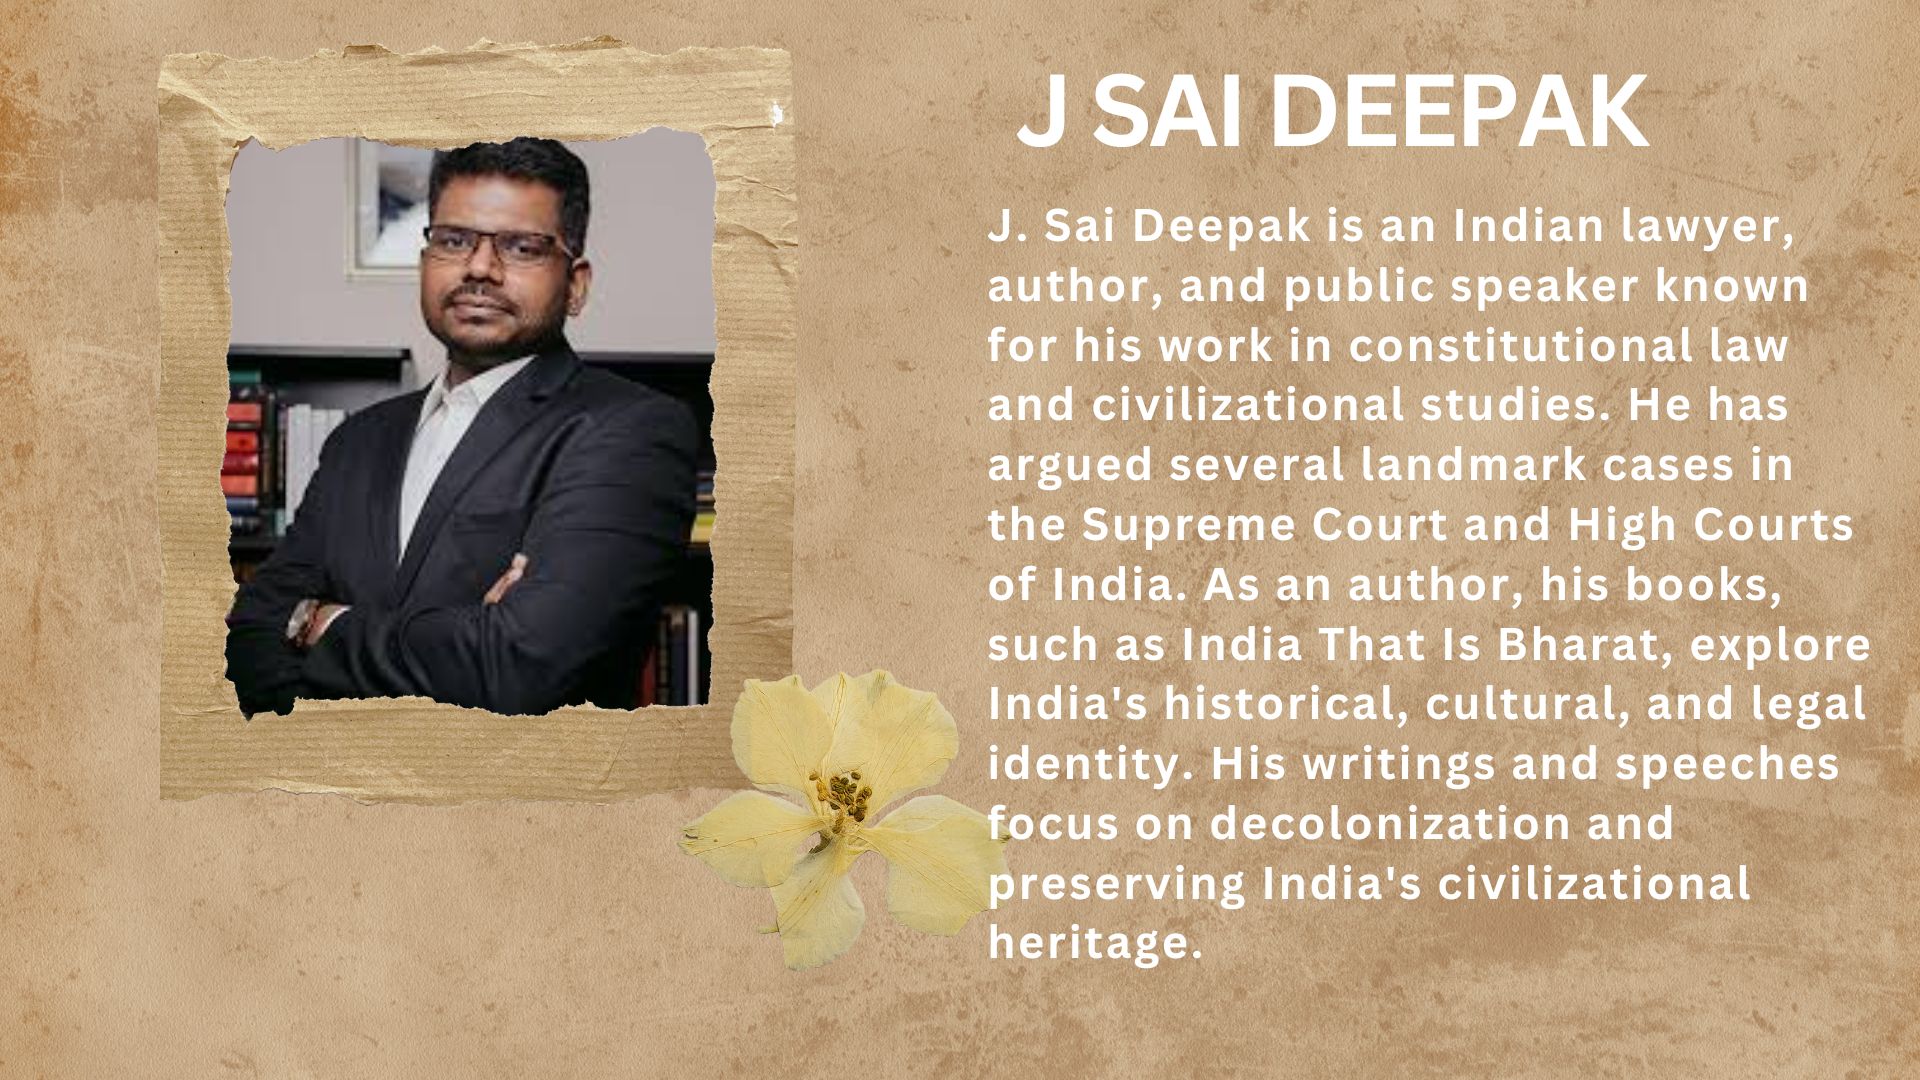 J SAI DEEPAK
J. Sai Deepak is an Indian lawyer,
author, and public speaker known
for his work in constitutional law
and civilizational studies. He has
argued several landmark cases in
the Supreme Court and High Courts
of India. As an author, his books,
such as India That Is Bharat, explore
India's historical, cultural, and legal
identity. His writings and speeches
focus on decolonization and
preserving India's civilizational
heritage.